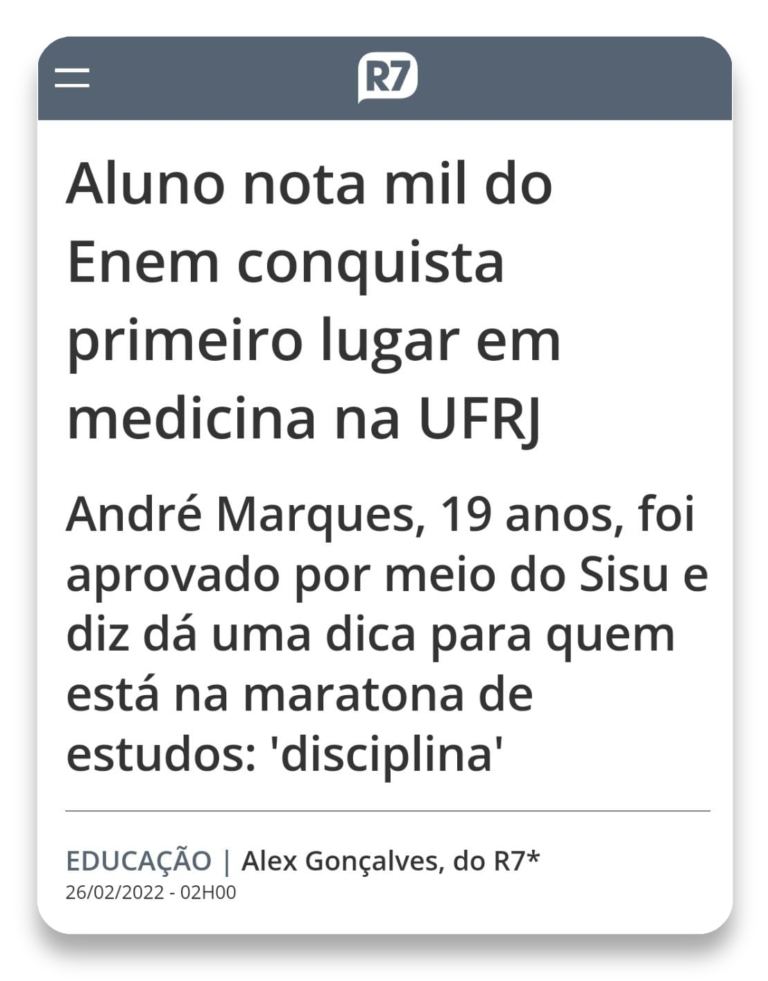 R7
Aluno nota mil do
Enem conquista
primeiro lugar em
medicina na UFRJ
André Marques, 19 anos, foi
aprovado por meio do Sisu e
diz dá uma dica para quem
está na maratona de
estudos: 'disciplina'
EDUCAÇÃO | Alex Gonçalves, do R7*
26/02/2022 - 02H00